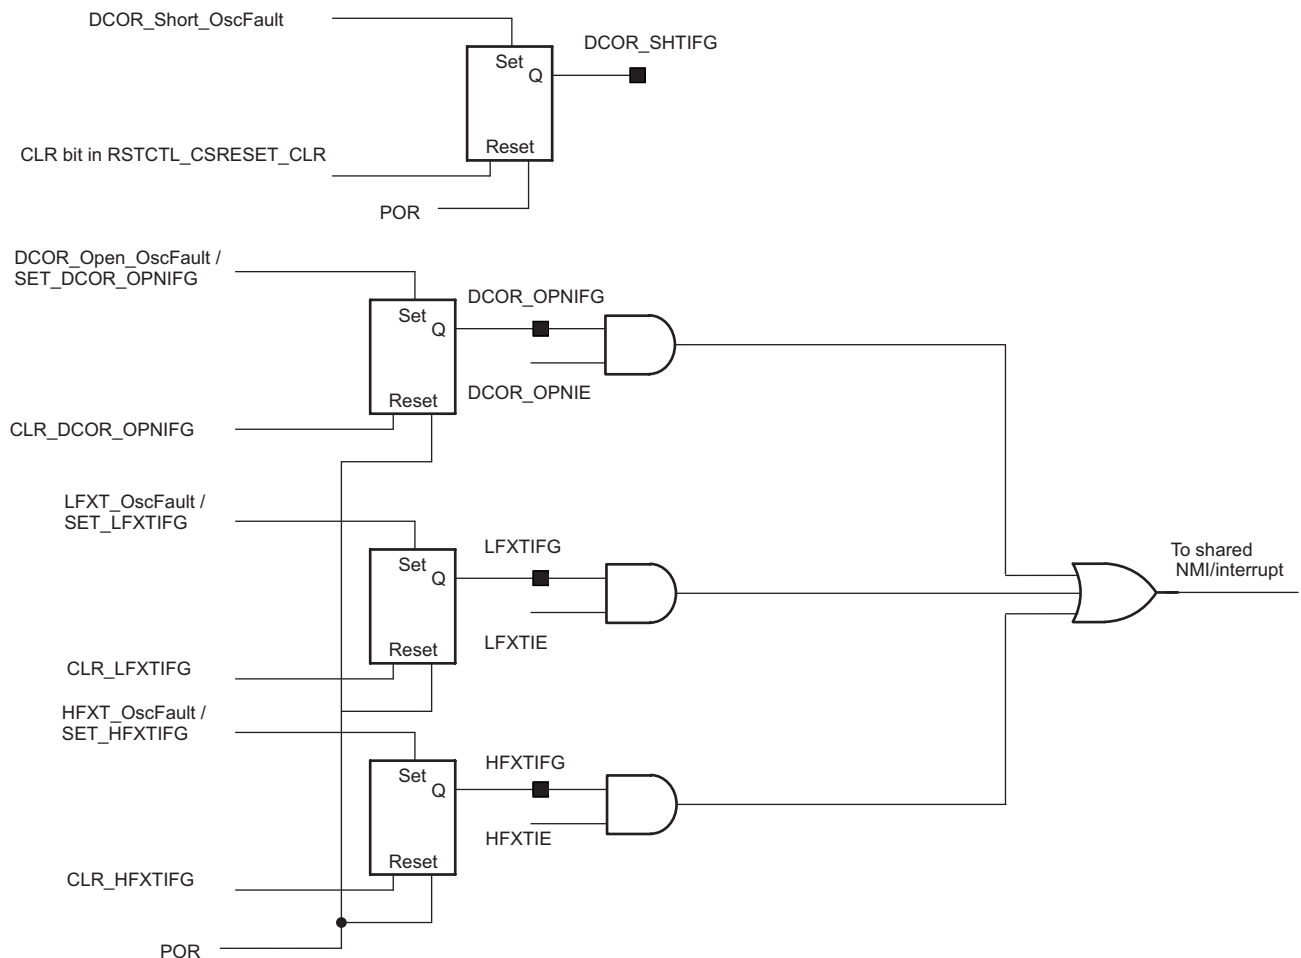 DCOR_Short_OscFault
DCOR_SHTIFG
Set
Q
CLR bit in RSTCTL_CSRESET_CLR
Reset
POR
DCOR_Open_OscFault /
SET_DCOR_OPNIFG
DCOR_OPNIFG
Set
Q
DCOR_OPNIE
Reset
CLR_DCOR_OPNIFG
LFXT_OscFault /
SET_LFXTIFG
LFXTIFG
Set
Q
To shared
NMI/interrupt
LFXTIE
Reset
CLR_LFXTIFG
HFXT_OscFault /
SET_HFXTIFG
HFXTIFG
Set
Q
HFXTIE
Reset
CLR_HFXTIFG
POR